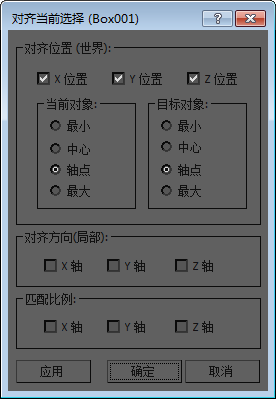 对齐当前选择 (Box001)
对齐位置 (世界):
X 位置 Y 位置 Z 位置
当前对象: 目标对象:
最小 最小
中心 中心
轴点 轴点
最大 最大
对齐方向(局部):
X 轴 Y 轴 Z 轴
匹配比例:
X 轴 Y 轴 Z 轴
应用 确定 取消